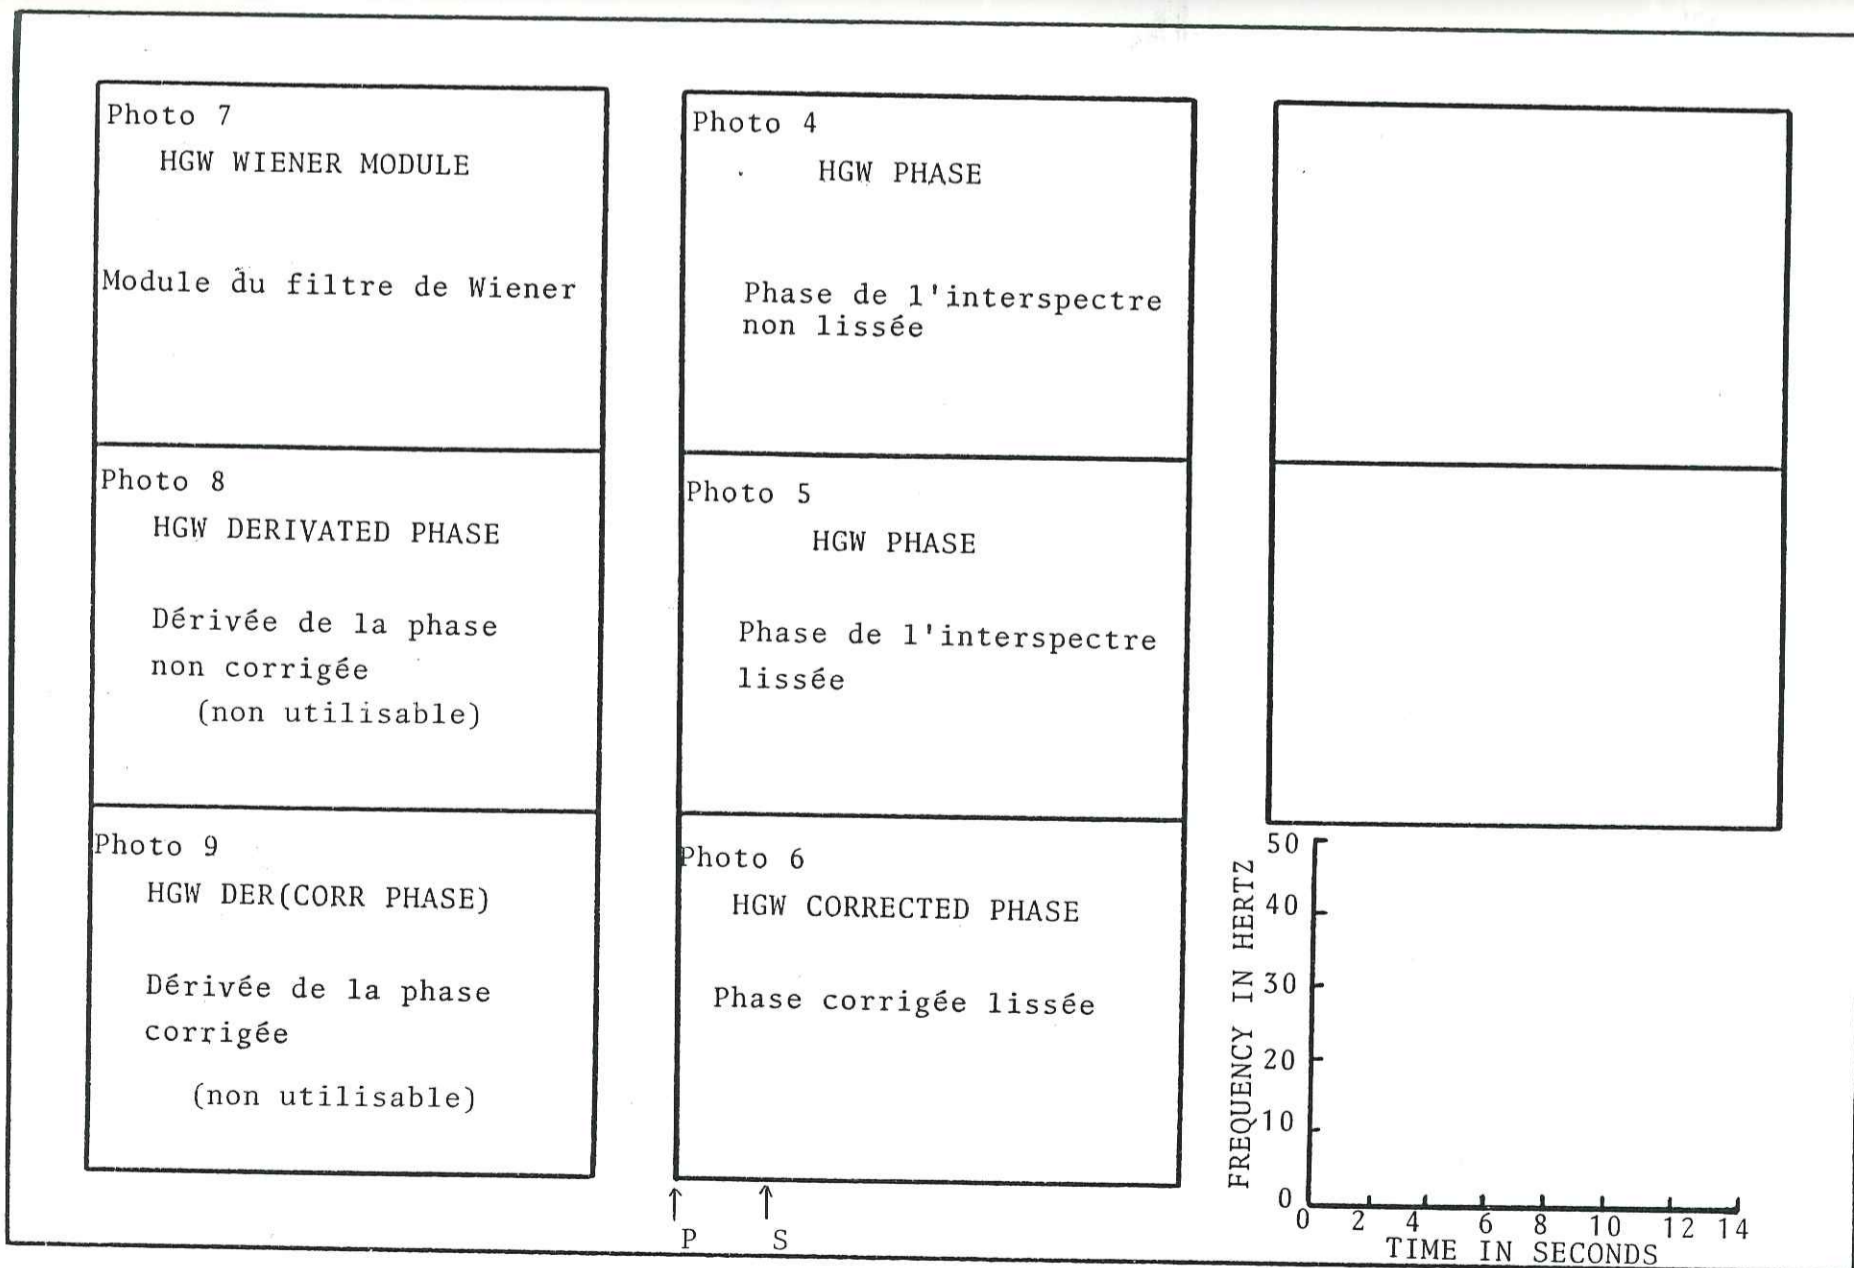 Photo 7
HGW WIENER MODULE
Module du filtre de Wiener
Photo 8
HGW DERIVATED PHASE
Dérivée de la phase
non corrigée
(non utilisable)
Photo 9
HGW DER(CORR PHASE)
Dérivée de la phase
corrigée
(non utilisable)
Photo 4
HGW PHASE
Phase de l'interspectre
non lissée
Photo 5
HGW PHASE
Phase de l'interspectre
lissée
Photo 6
HGW CORRECTED PHASE
Phase corrigée lissée
P S
FREQUENCY IN HERTZ
50
40
30
20
10
0
0 2 4 6 8 10 12 14
TIME IN SECONDS